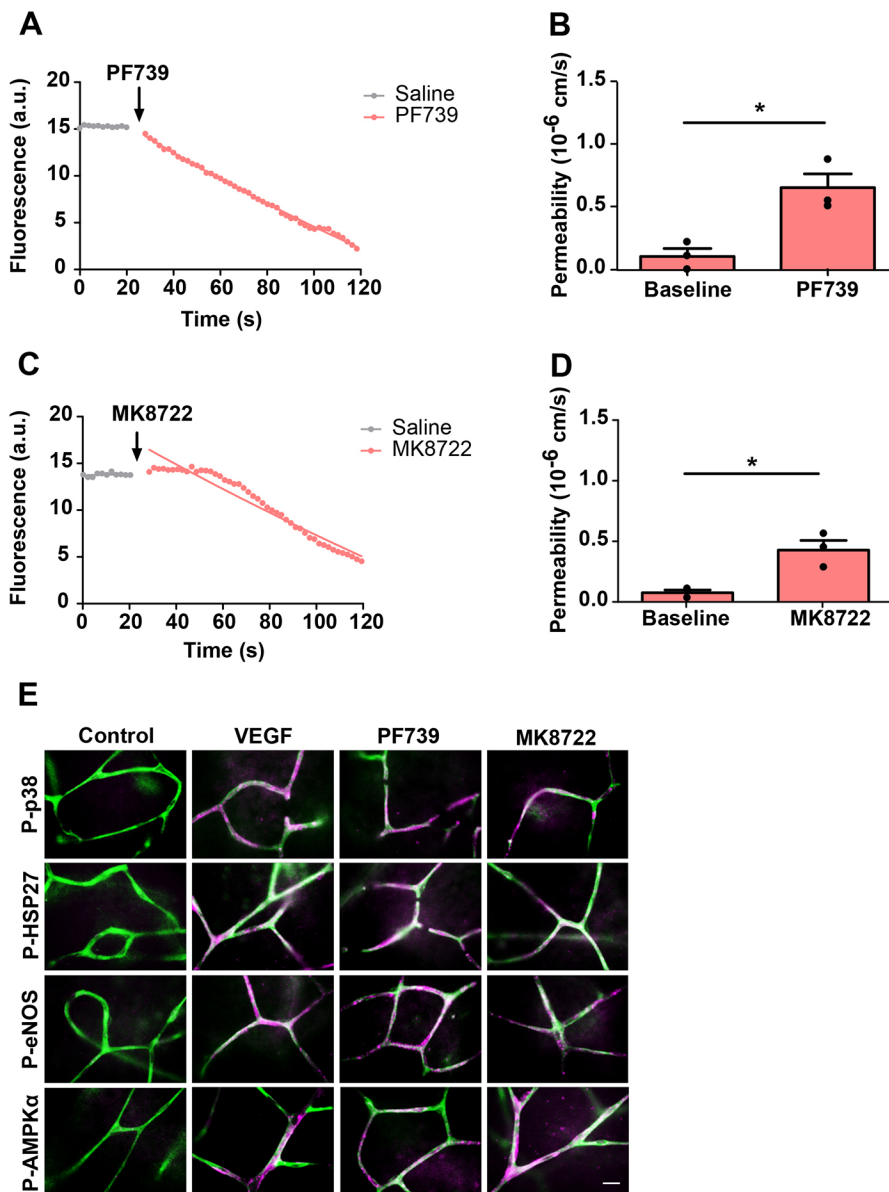 A
PF739
Saline
PF739
Fluorescence (a.u.)
20
15
10
5
0
0 20 40 60 80 100 120
Time (s)
B
*
Permeability (10⁻⁶ cm/s)
1.5
1.0
0.5
0.0
Baseline PF739
C
MK8722
Saline
MK8722
Fluorescence (a.u.)
20
15
10
5
0
0 20 40 60 80 100 120
Time (s)
D
*
Permeability (10⁻⁶ cm/s)
1.5
1.0
0.5
0.0
Baseline MK8722
E
Control VEGF PF739 MK8722
P-p38
P-HSP27
P-eNOS
P-AMPKα